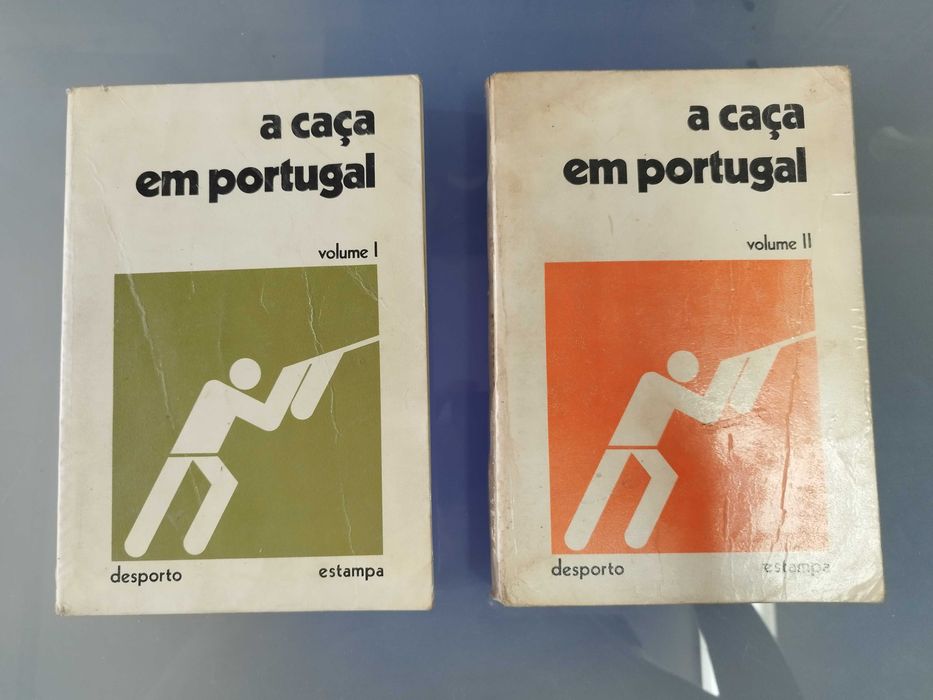 a caça
em portugal
volume I
desporto
estampa
a caça
em portugal
volume II
desporto
estampa